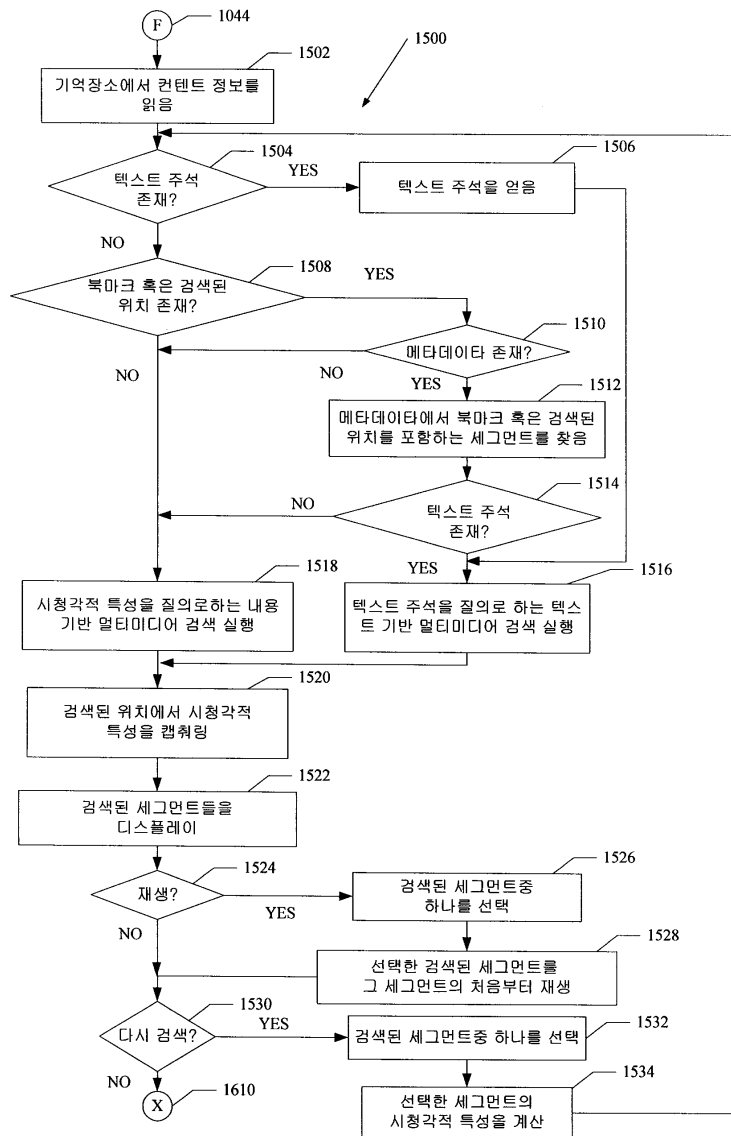 F
1044
1500
1502
기억장소에서 컨텐트 정보를
읽음
1504
텍스트 주석
존재?
YES
1506
텍스트 주석을 얻음
NO
1508
북마크 혹은 검색된
위치 존재?
YES
1510
메타데이타 존재?
NO
NO
YES
1512
메타데이타에서 북마크 혹은 검색된
위치를 포함하는 세그먼트를 찾음
1514
텍스트 주석
존재?
NO
YES
1518
시청각적 특성을 질의로하는 내용
기반 멀티미디어 검색 실행
1516
텍스트 주석을 질의로 하는 텍스
트 기반 멀티미디어 검색 실행
1520
검색된 위치에서 시청각적
특성을 캡춰링
1522
검색된 세그먼트들을
디스플레이
1524
재생?
YES
1526
검색된 세그먼트중
하나를 선택
NO
1528
선택한 검색된 세그먼트를
그 세그먼트의 처음부터 재생
1530
다시 검색?
YES
1532
검색된 세그먼트중 하나를 선택
NO
X
1610
1534
선택한 세그먼트의
시청각적 특성을 계산